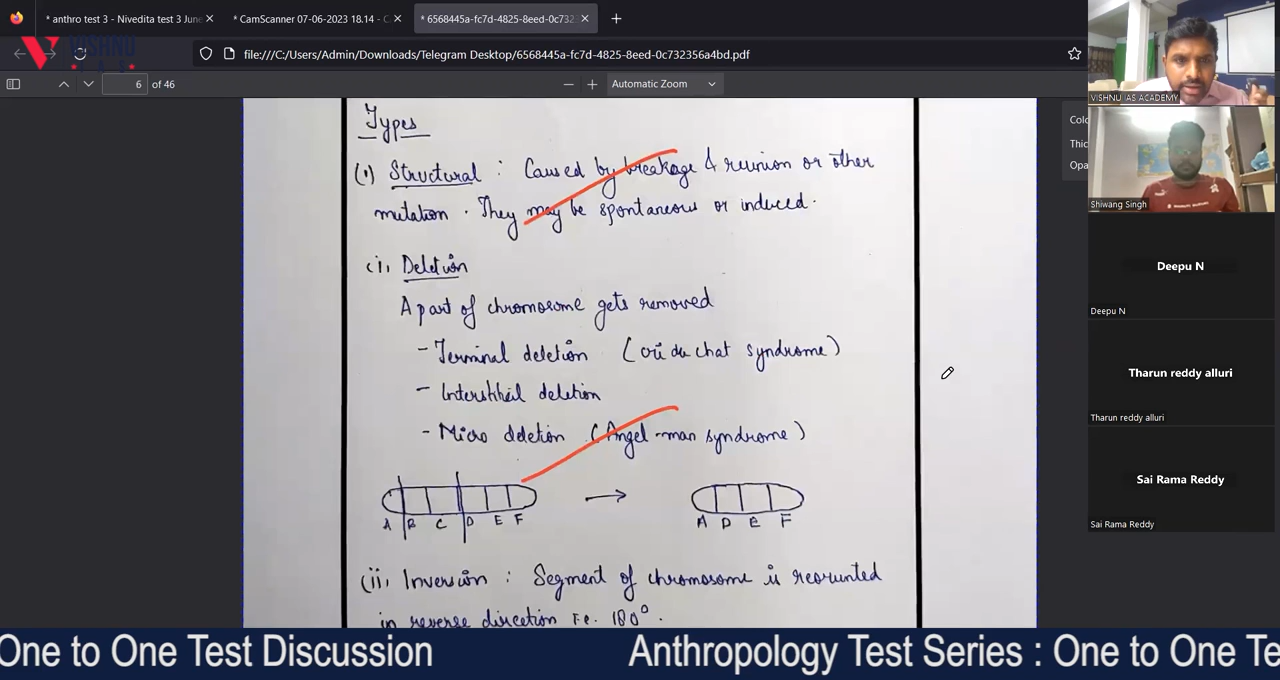 * anthro test 3 - Nivedita test 3 June
* CamScanner 07-06-2023 18.14 - C
* 6568445a-fc7d-4825-8eed-0c732
VISHNU
IAS
file:///C:/Users/Admin/Downloads/Telegram Desktop/6568445a-fc7d-4825-8eed-0c732356a4bd.pdf
6 of 46
Automatic Zoom
Colo
Thic
Opa
Types
(1) Structural : Caused by breakage & reunion or other
mutation. They may be spontaneous or induced.
(i) Deletion
A part of chromosome gets removed
- Terminal deletion (cri du chat syndrome)
- deletion
- Micro deletion (Angel-man syndrome)
A B C D E F
→
A D E F
(ii) Inversion : Segment of chromosome is
in reverse direction i.e. 180°.
VISHNU IAS ACADEMY
Shiwang Singh
Deepu N
Deepu N
Tharun reddy alluri
Tharun reddy alluri
Sai Rama Reddy
Sai Rama Reddy
One to One Test Discussion Anthropology Test Series : One to One Te